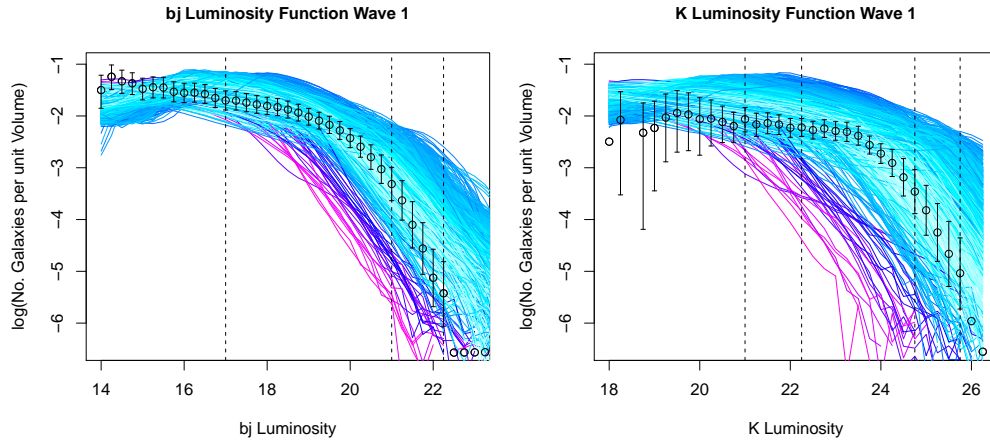 bj Luminosity Function Wave 1
K Luminosity Function Wave 1
log(No. Galaxies per unit Volume)
-1
-2
-3
-4
-5
-6
14 16 18 20 22
bj Luminosity
log(No. Galaxies per unit Volume)
-1
-2
-3
-4
-5
-6
18 20 22 24 26
K Luminosity